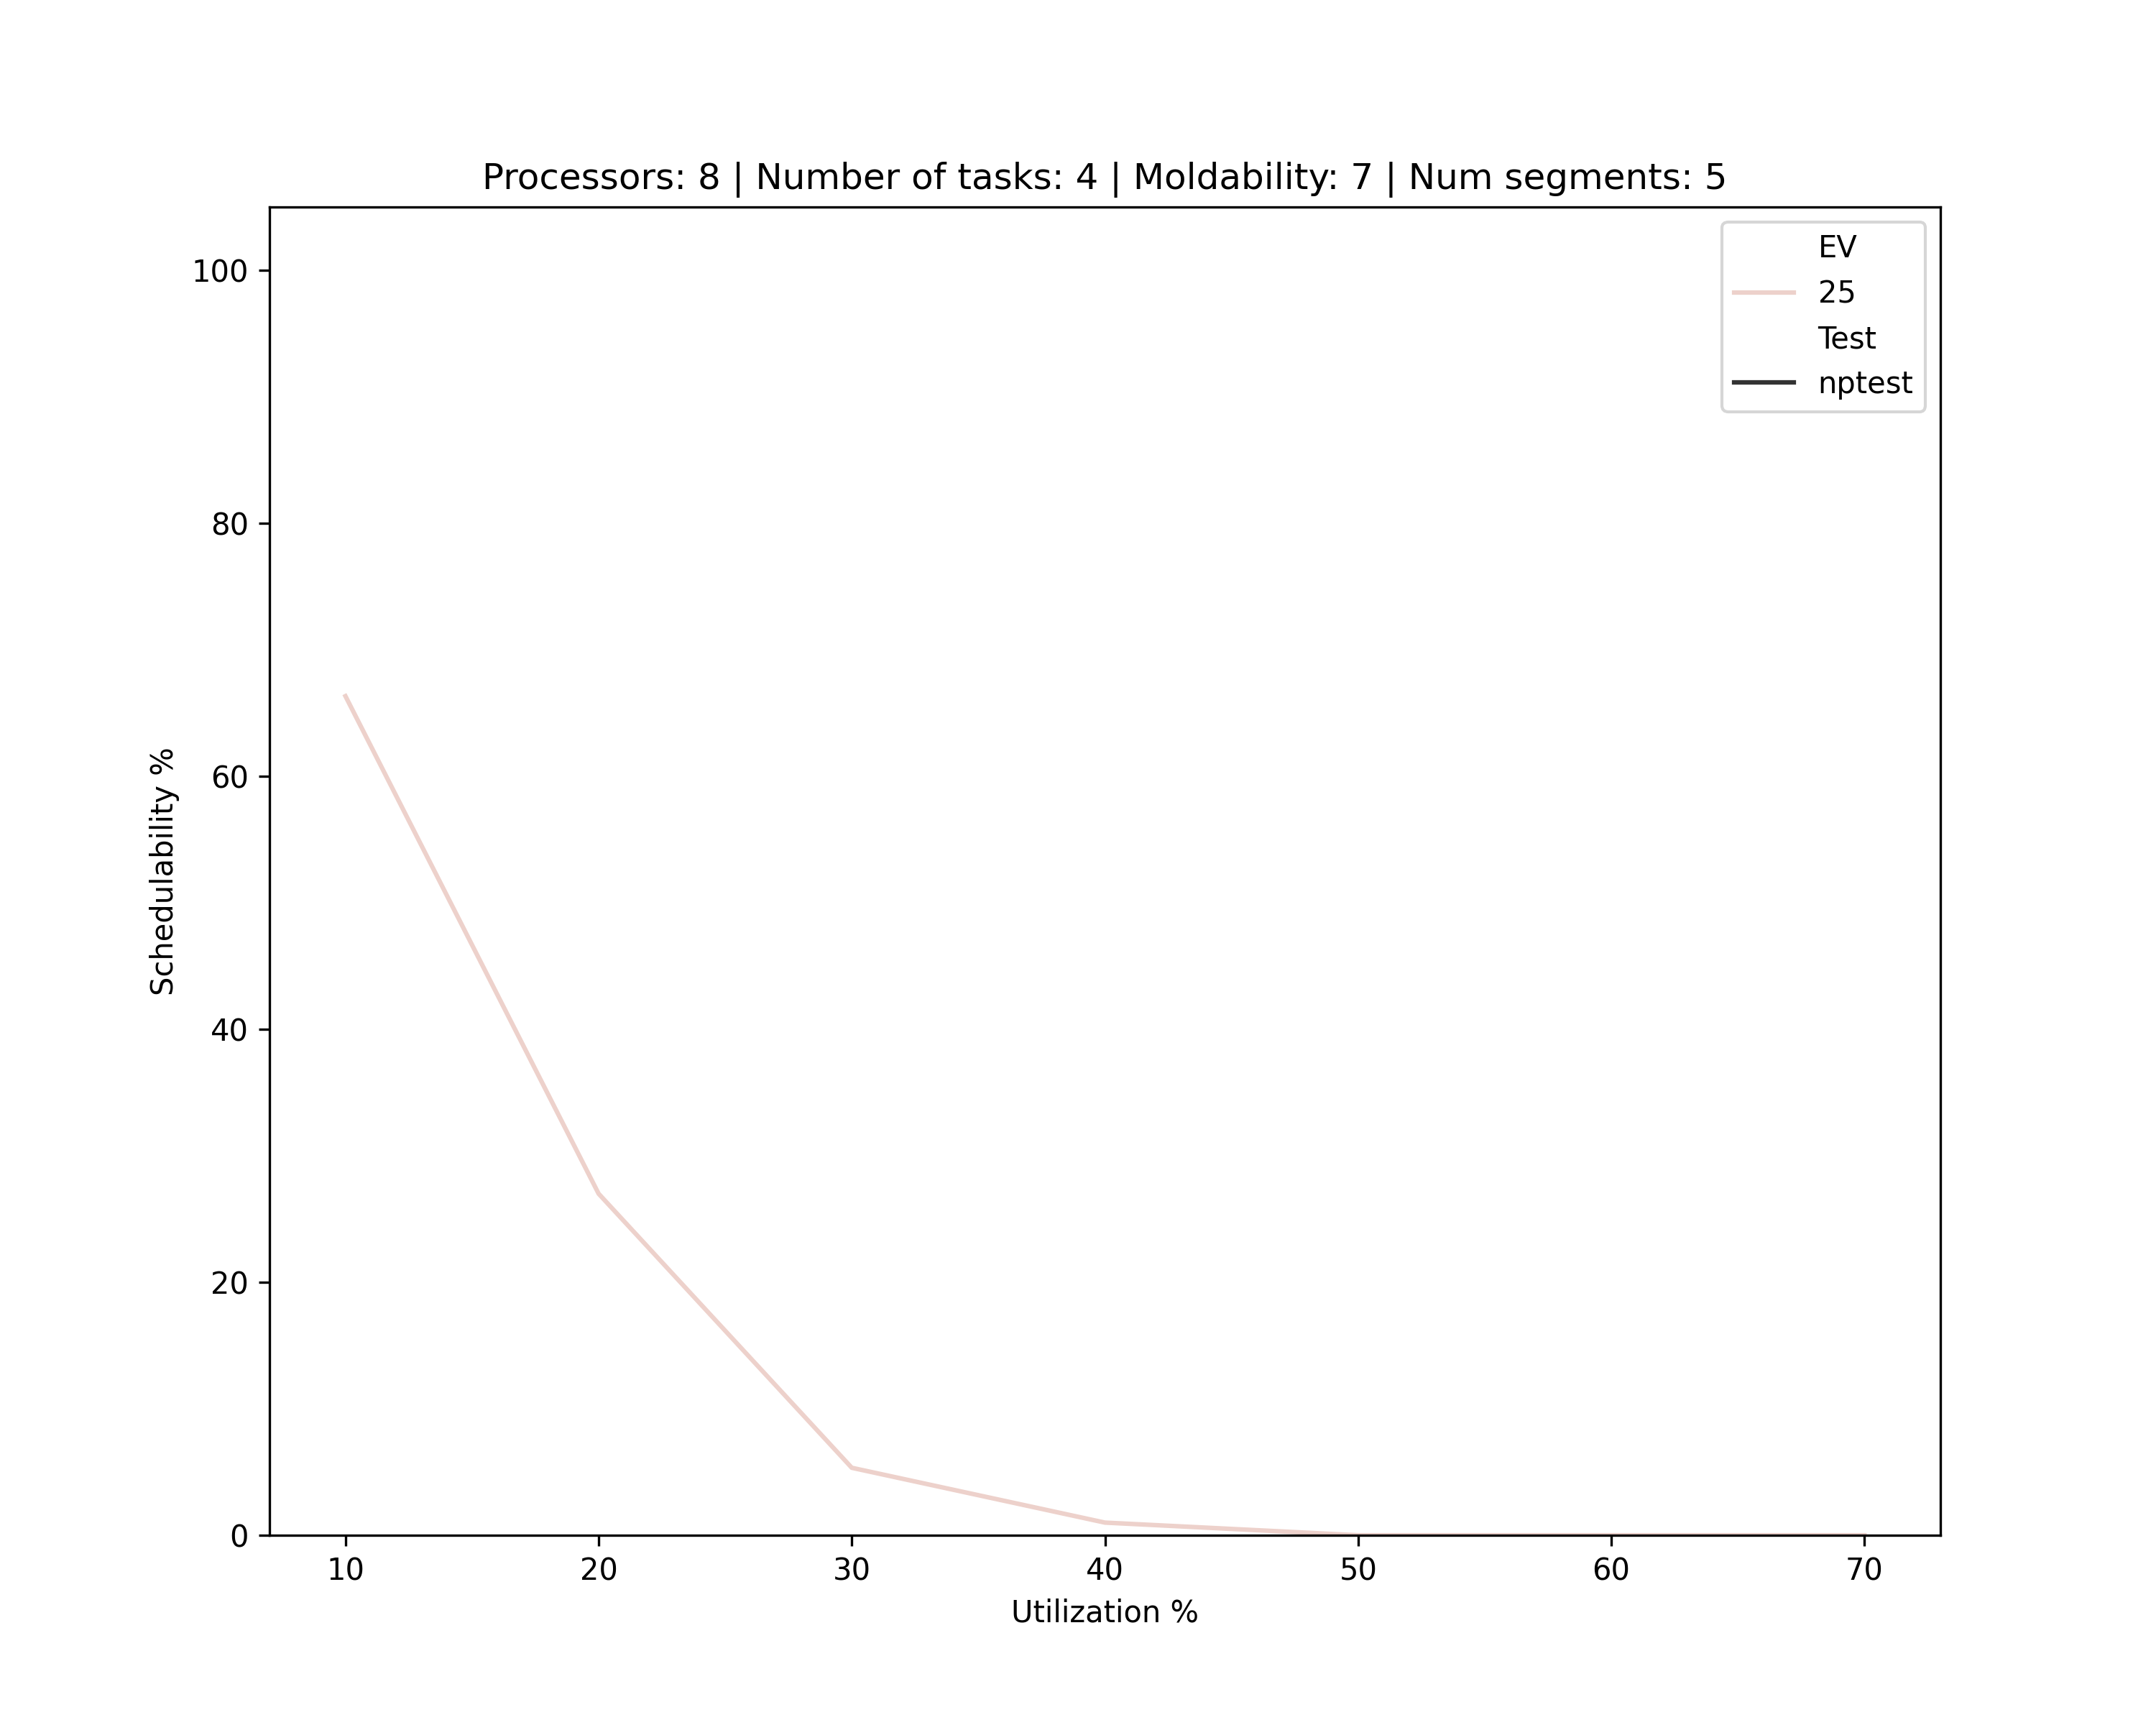 Processors: 8 | Number of tasks: 4 | Moldability: 7 | Num segments: 5
EV
25
Test
nptest
100
80
60
40
20
0
Schedulability %
10 20 30 40 50 60 70
Utilization %